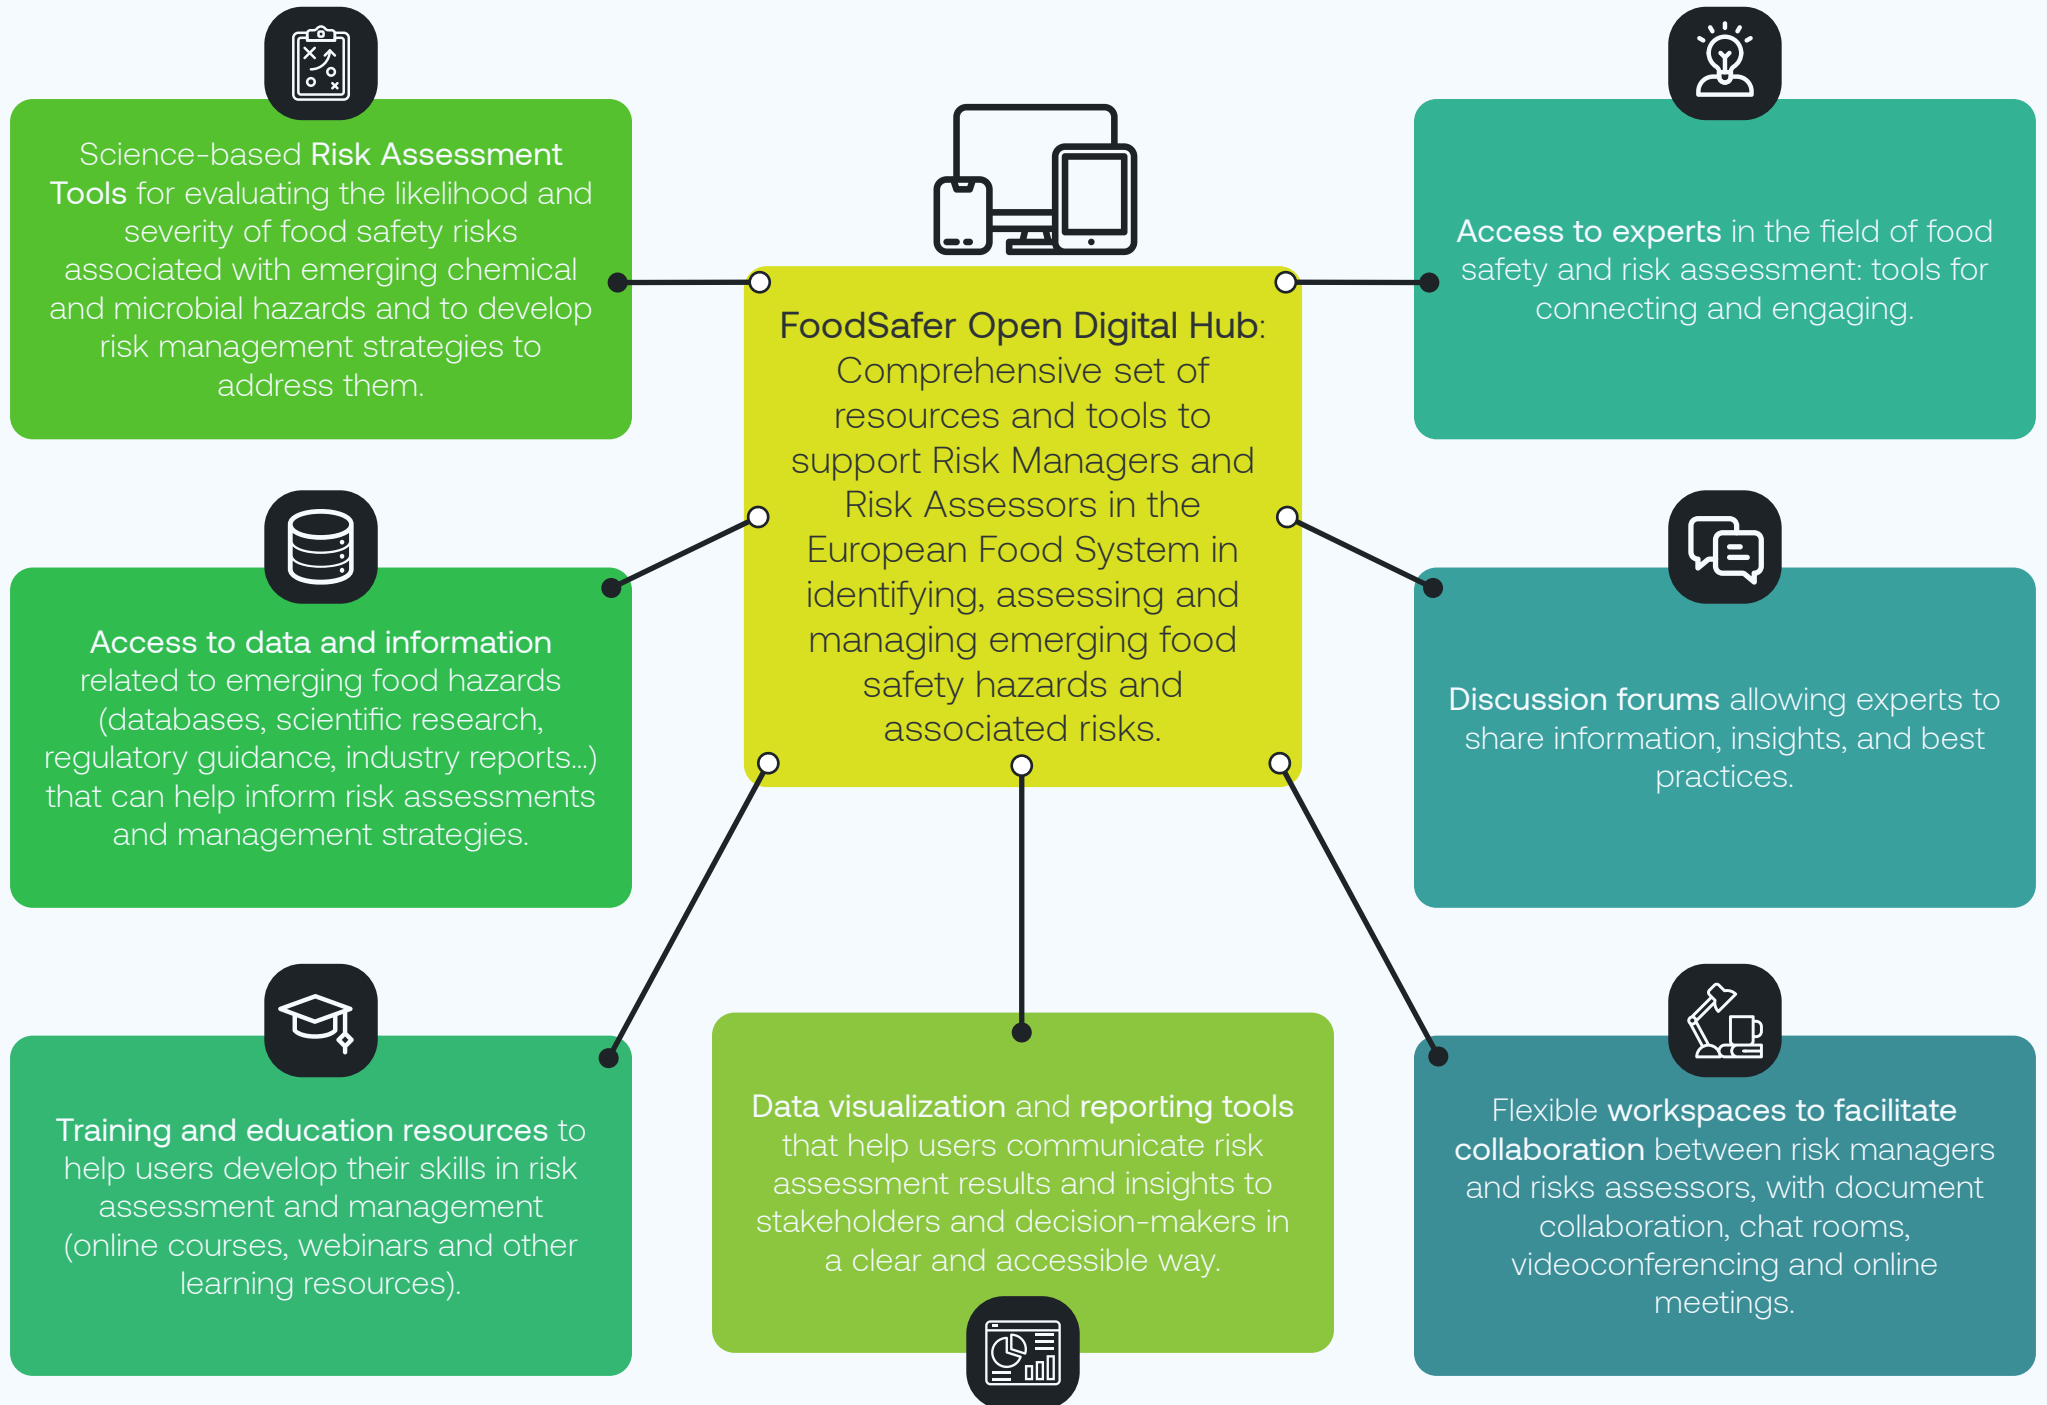 Science-based Risk Assessment
Tools for evaluating the likelihood and
severity of food safety risks
associated with emerging chemical
and microbial hazards and to develop
risk management strategies to
address them.
Access to data and information
related to emerging food hazards
(databases, scientific research,
regulatory guidance, industry reports...)
that can help inform risk assessments
and management strategies.
Training and education resources to
help users develop their skills in risk
assessment and management
(online courses, webinars and other
learning resources).
FoodSafer Open Digital Hub:
Comprehensive set of
resources and tools to
support Risk Managers and
Risk Assessors in the
European Food System in
identifying, assessing and
managing emerging food
safety hazards and
associated risks.
Data visualization and reporting tools
that help users communicate risk
assessment results and insights to
stakeholders and decision-makers in
a clear and accessible way.
Access to experts in the field of food
safety and risk assessment: tools for
connecting and engaging.
Discussion forums allowing experts to
share information, insights, and best
practices.
Flexible workspaces to facilitate
collaboration between risk managers
and risks assessors, with document
collaboration, chat rooms,
videoconferencing and online
meetings.